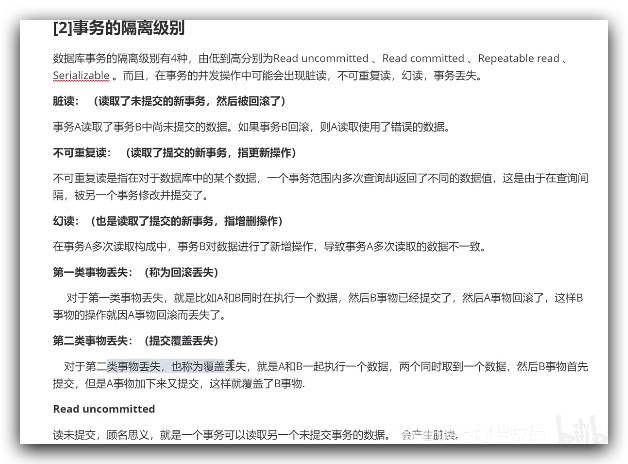 [2]事务的隔离级别
数据库事务的隔离级别有4种，由低到高分别为Read uncommitted 、Read committed 、Repeatable read 、
Serializable 。而且，在事务的并发操作中可能会出现脏读，不可重复读，幻读，事务丢失。
脏读：（读取了未提交的新事务，然后被回滚了）
事务A读取了事务B中尚未提交的数据。如果事务B回滚，则A读取使用了错误的数据。
不可重复读：（读取了提交的新事务，指更新操作）
不可重复读是指在对于数据库中的某个数据，一个事务范围内多次查询却返回了不同的数据值，这是由于在查询间
隔，被另一个事务修改并提交了。
幻读：（也是读取了提交的新事务，指增删操作）
在事务A多次读取构成中，事务B对数据进行了新增操作，导致事务A多次读取的数据不一致。
第一类事物丢失：（称为回滚丢失）
对于第一类事物丢失，就是比如A和B同时在执行一个数据，然后B事物已经提交了，然后A事物回滚了，这样B
事物的操作就因A事物回滚而丢失了。
第二类事物丢失：（提交覆盖丢失）
对于第二类事物丢失，也称为覆盖丢失，就是A和B一起执行一个数据，两个同时取到一个数据，然后B事物首先
提交，但是A事物加下来又提交，这样就覆盖了B事物.
Read uncommitted
读未提交，顾名思义，就是一个事务可以读取另一个未提交事务的数据。 会产生脏读。
bilibili